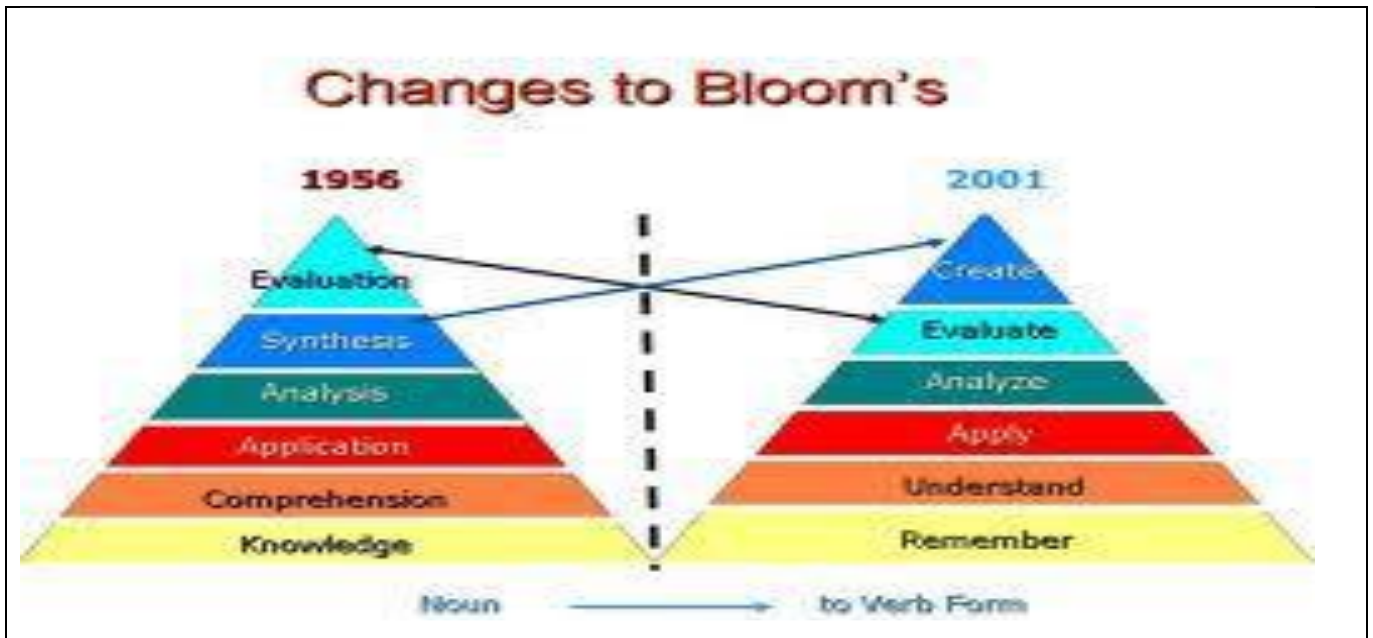 Changes to Bloom's
1956
2001
Evaluation
Synthesis
Analysis
Application
Comprehension
Knowledge
Create
Evaluate
Analyze
Apply
Understand
Remember
Noun
to Verb Form